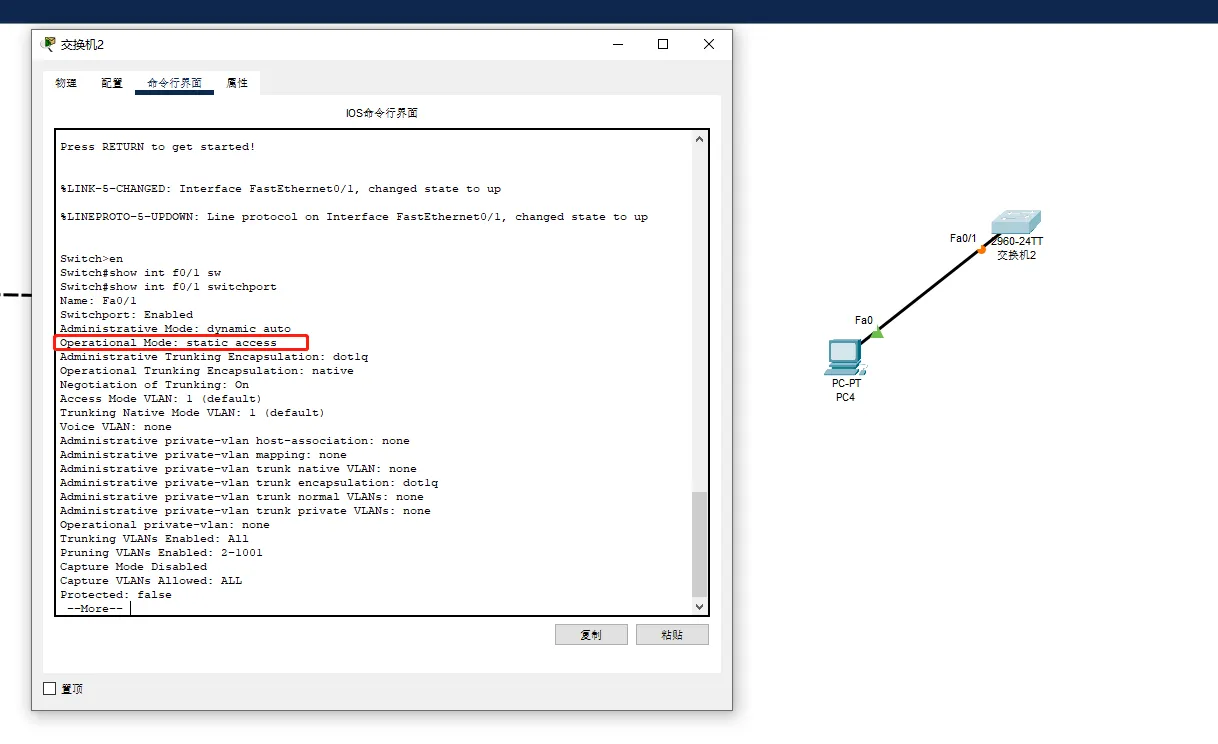 交换机2
物理 配置 命令行界面 属性
IOS命令行界面
Press RETURN to get started!
%LINK-5-CHANGED: Interface FastEthernet0/1, changed state to up
%LINEPROTO-5-UPDOWN: Line protocol on Interface FastEthernet0/1, changed state to up
Switch>en
Switch#show int f0/1 sw
Switch#show int f0/1 switchport
Name: Fa0/1
Switchport: Enabled
Administrative Mode: dynamic auto
Operational Mode: static access
Administrative Trunking Encapsulation: dot1q
Operational Trunking Encapsulation: native
Negotiation of Trunking: On
Access Mode VLAN: 1 (default)
Trunking Native Mode VLAN: 1 (default)
Voice VLAN: none
Administrative private-vlan host-association: none
Administrative private-vlan mapping: none
Administrative private-vlan trunk native VLAN: none
Administrative private-vlan trunk encapsulation: dot1q
Administrative private-vlan trunk normal VLANs: none
Administrative private-vlan trunk private VLANs: none
Operational private-vlan: none
Trunking VLANs Enabled: All
Pruning VLANs Enabled: 2-1001
Capture Mode Disabled
Capture VLANs Allowed: ALL
Protected: false
--More--
复制 粘贴
置顶
Fa0/1
2960-24TT
交换机2
Fa0
PC-PT
PC4